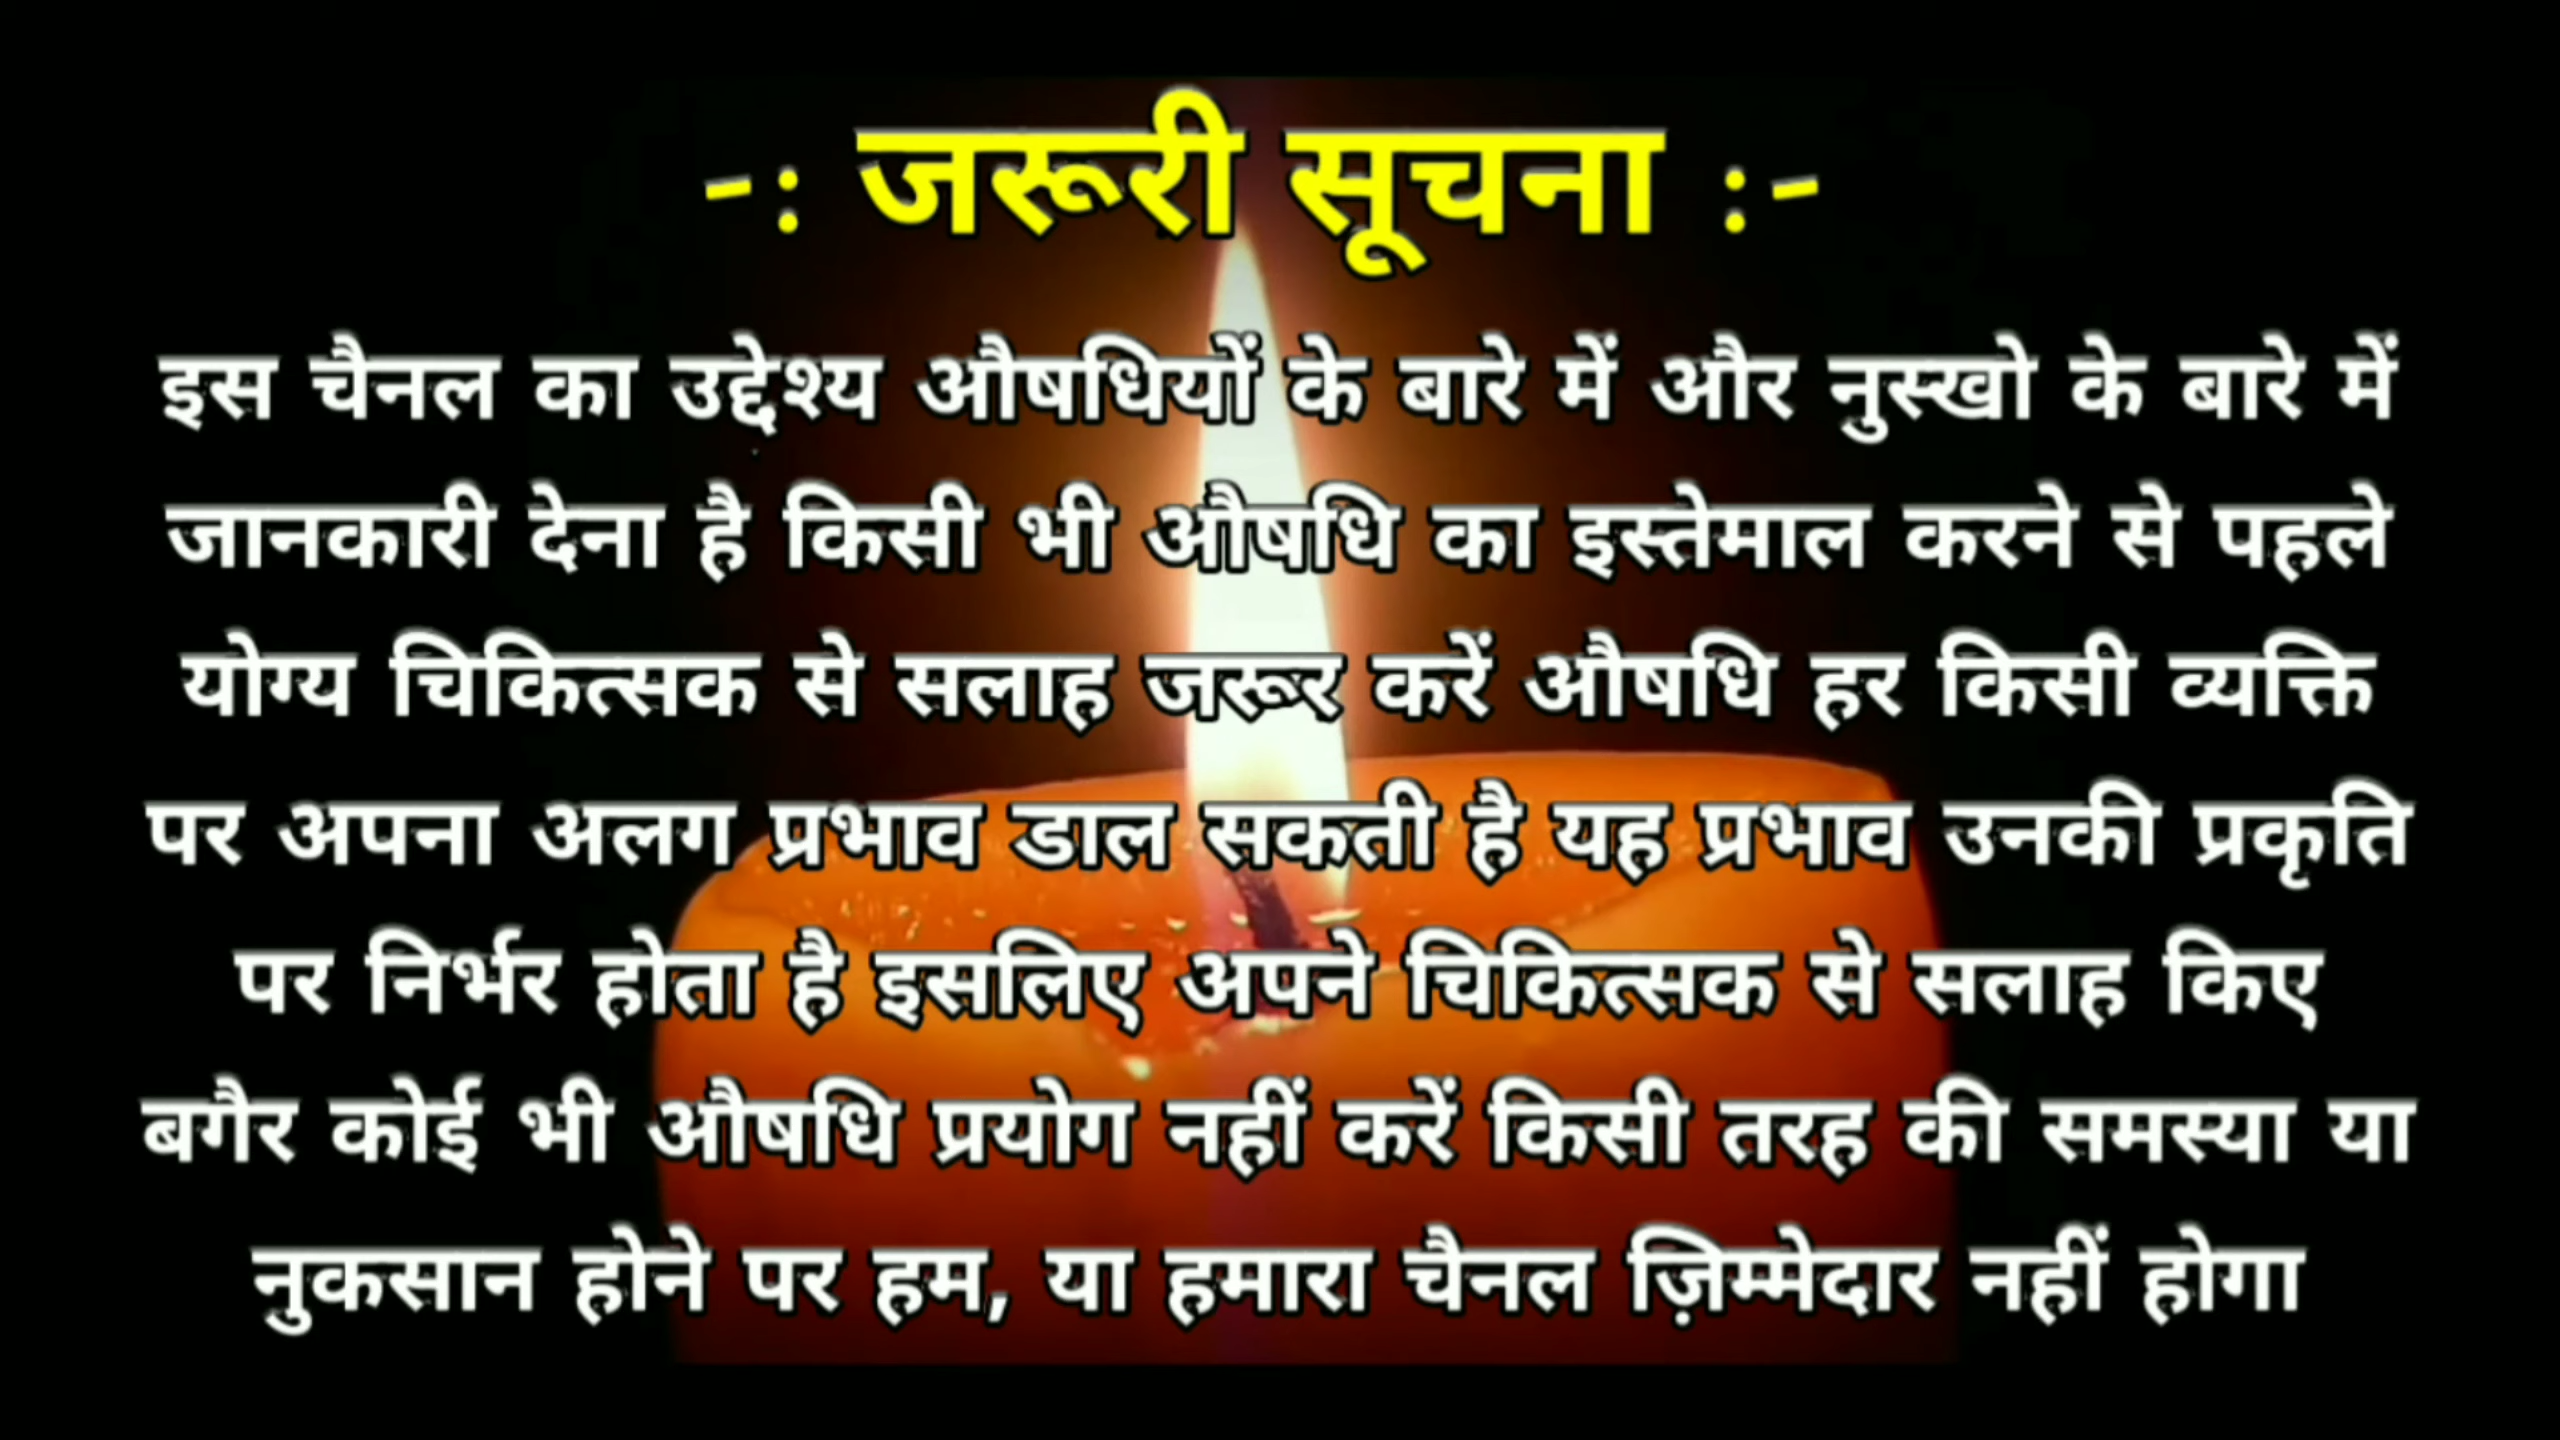 -: जरूरी सूचना :-
इस चैनल का उद्देश्य औषधियों के बारे में और नुस्खो के बारे में
जानकारी देना है किसी भी औषधि का इस्तेमाल करने से पहले
योग्य चिकित्सक से सलाह जरूर करें औषधि हर किसी व्यक्ति
पर अपना अलग प्रभाव डाल सकती है यह प्रभाव उनकी प्रकृति
पर निर्भर होता है इसलिए अपने चिकित्सक से सलाह किए
बगैर कोई भी औषधि प्रयोग नहीं करें किसी तरह की समस्या या
नुकसान होने पर हम, या हमारा चैनल ज़िम्मेदार नहीं होगा